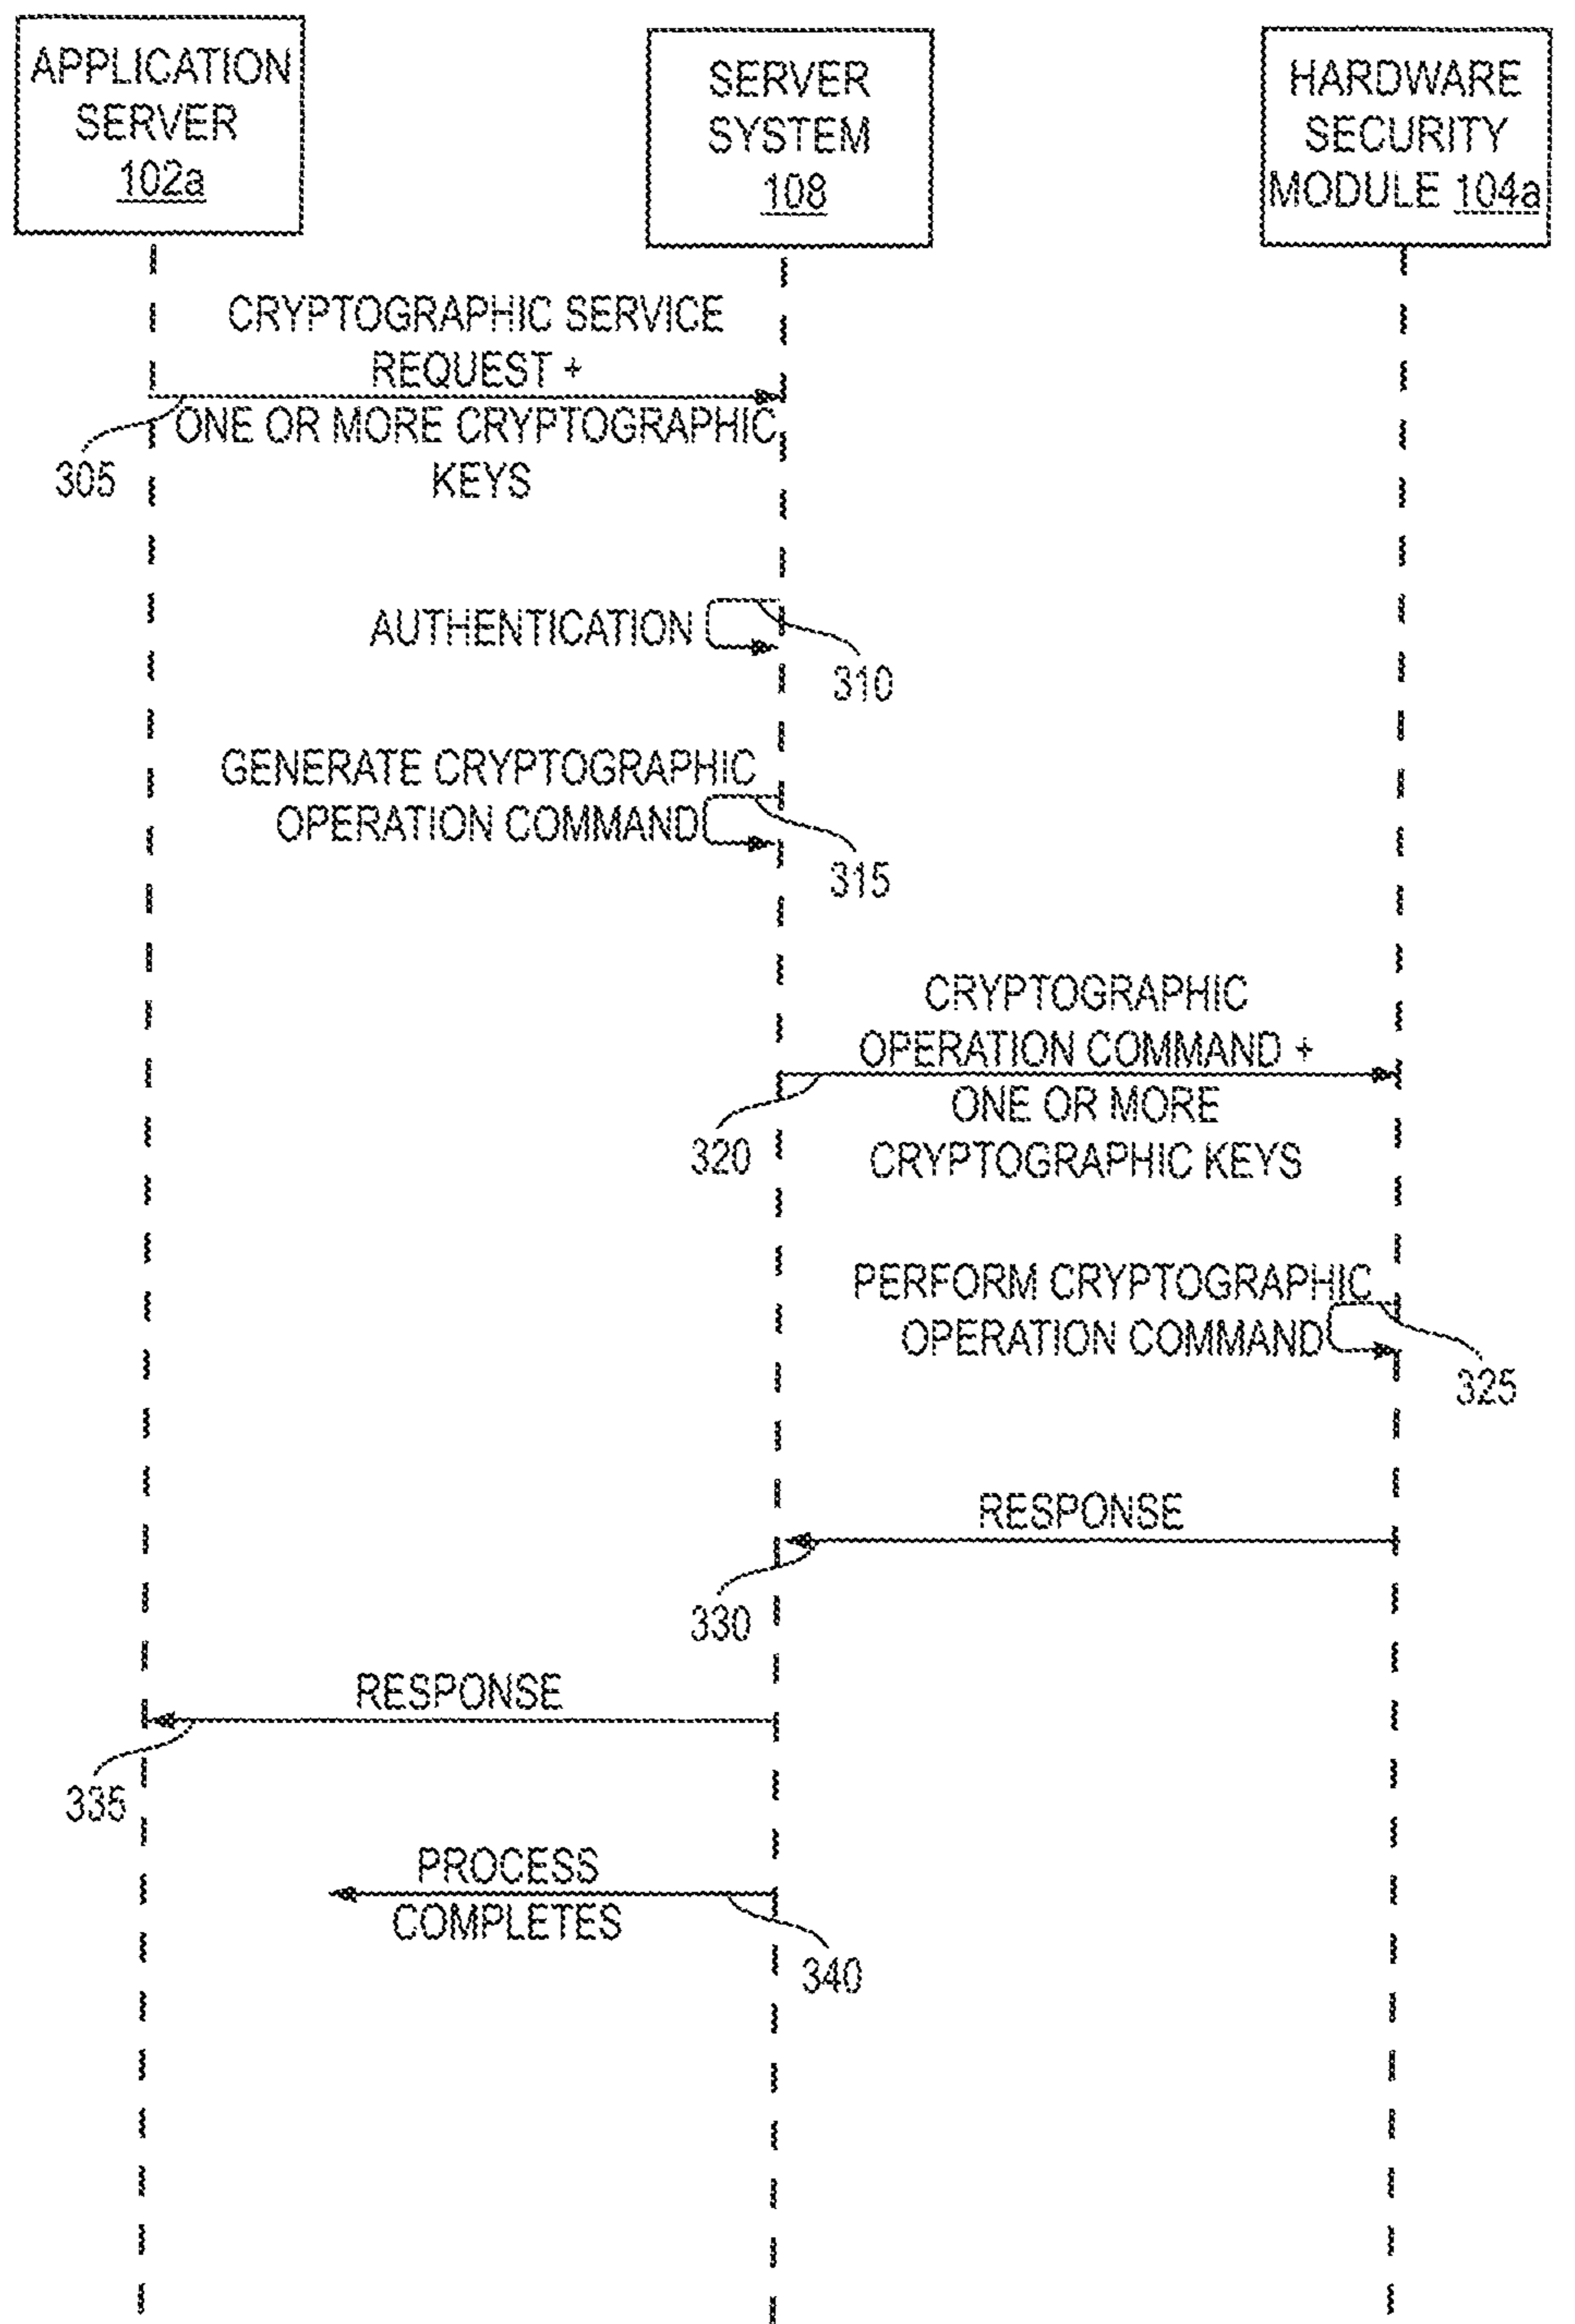 APPLICATION
SERVER
102a
SERVER
SYSTEM
108
HARDWARE
SECURITY
MODULE 104a
CRYPTOGRAPHIC SERVICE
REQUEST +
ONE OR MORE CRYPTOGRAPHIC
KEYS
305
AUTHENTICATION
310
GENERATE CRYPTOGRAPHIC
OPERATION COMMAND
315
CRYPTOGRAPHIC
OPERATION COMMAND +
ONE OR MORE
CRYPTOGRAPHIC KEYS
320
PERFORM CRYPTOGRAPHIC
OPERATION COMMAND
325
RESPONSE
330
RESPONSE
335
PROCESS
COMPLETES
340